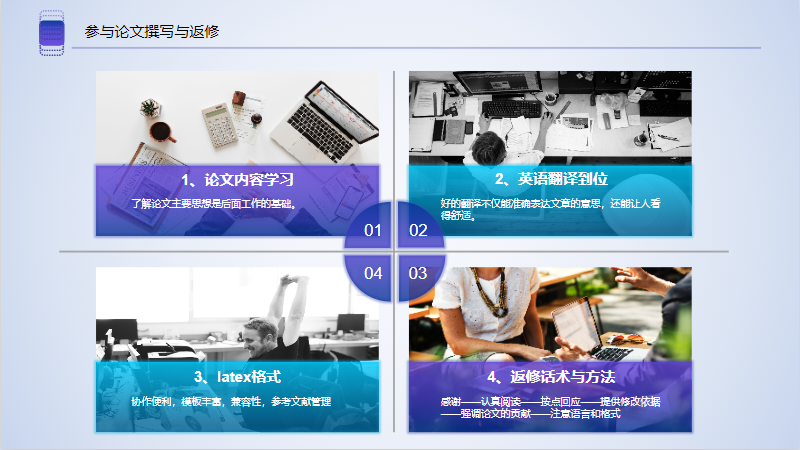 参与论文撰写与返修
1、论文内容学习
了解论文主要思想是后面工作的基础。
2、英语翻译到位
好的翻译不仅能准确表达文章的意思，还能让人看
得舒适。
01
02
04
03
3、latex格式
协作便利，模板丰富，兼容性，参考文献管理
4、返修话术与方法
感谢——认真阅读——按点回应——提供修改依据
——强调论文的贡献——注意语言和格式